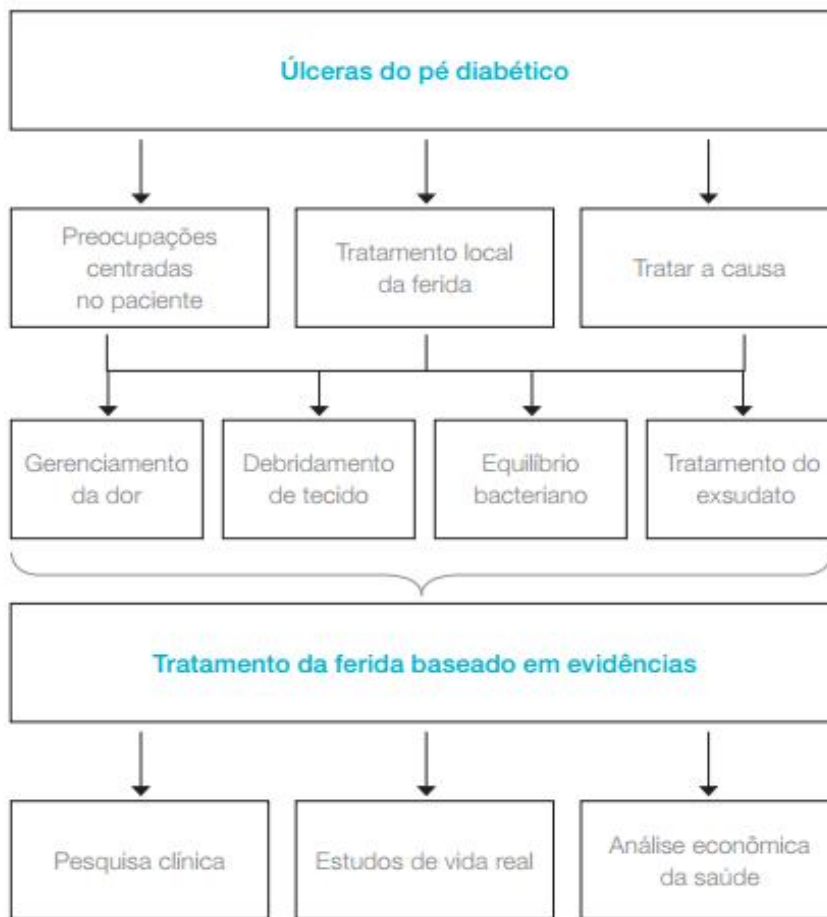 Úlceras do pé diabético
Preocupações
centradas
no paciente
Tratamento local
da ferida
Tratar a causa
Gerenciamento
da dor
Debridamento
de tecido
Equilíbrio
bacteriano
Tratamento do
exsudato
Tratamento da ferida baseado em evidências
Pesquisa clínica
Estudos de vida real
Análise econômica
da saúde